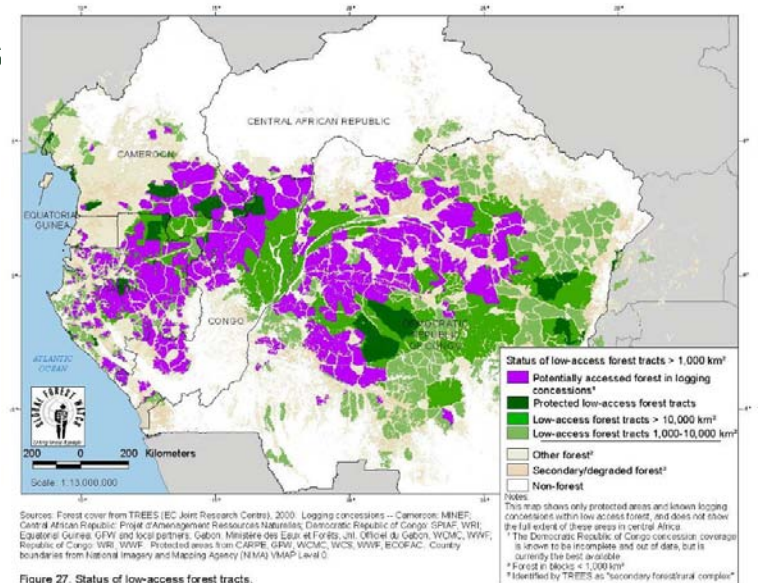 CENTRAL AFRICAN REPUBLIC
CAMEROON
EQUATORIAL
GUINEA
CONGO
DEMOCRATIC
REPUBLIC
OF CONGO
ATLANTIC
OCEAN
GLOBAL FOREST WATCH
200 0 200 Kilometers
Scale: 1:13,000,000
Status of low-access forest tracts > 1,000 km²
Potentially accessed forest in logging
concessions¹
Protected low-access forest tracts
Low-access forest tracts > 10,000 km²
Low-access forest tracts 1,000-10,000 km²
Other forest²
Secondary/degraded forest³
Non-forest
Notes:
This map shows only protected areas and known logging
concessions within low access forest, and does not show
the full extent of these areas in central Africa.
¹ The Democratic Republic of Congo concession coverage
is known to be incomplete and out of date, but is
currently the best available
² Forest in blocks < 1,000 km²
³ Identified by TREES as "secondary forest/rural complex"
Sources: Forest cover from TREES (EC Joint Research Centre), 2000. Logging concessions -- Cameroon: MINEF;
Central African Republic: Projet d'Amenagement Ressources Naturelles; Democratic Republic of Congo: SPIAF, WRI;
Equatorial Guinea: GFW and local partners; Gabon: Ministère des Eaux et Forêts, Jnl. Officiel du Gabon, WCMC, WWF;
Republic of Congo: WRI, WWF. Protected areas from CARPE, GFW, WCMC, WCS, WWF, ECOFAC. Country
boundaries from National Imagery and Mapping Agency (NIMA) VMAP Level 0.
Figure 27. Status of low-access forest tracts.